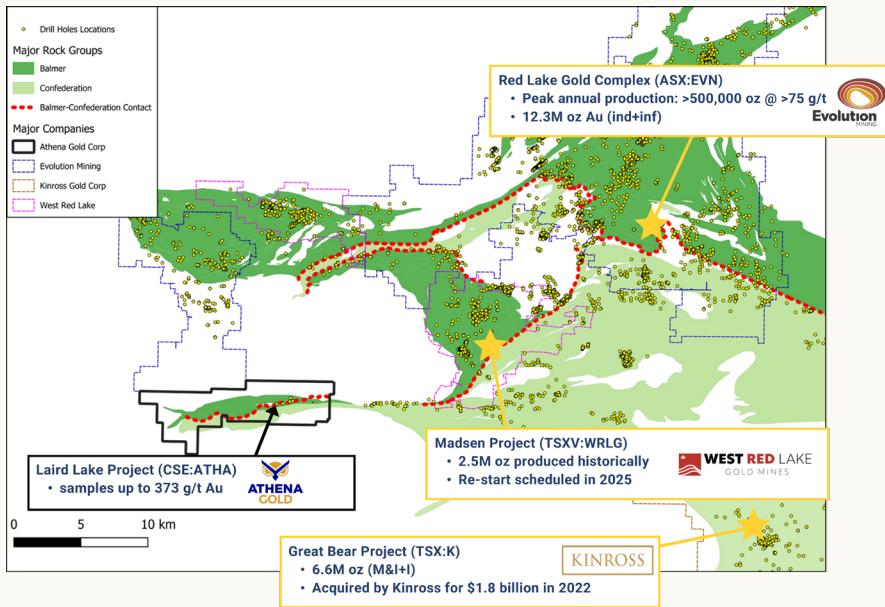 Drill Holes Locations
Major Rock Groups
Balmer
Confederation
Balmer-Confederation Contact
Major Companies
Athena Gold Corp
Evolution Mining
Kinross Gold Corp
West Red Lake
Red Lake Gold Complex (ASX:EVN)
• Peak annual production: >500,000 oz @ >75 g/t
• 12.3M oz Au (ind+inf)
Evolution
MINING
Laird Lake Project (CSE:ATHA)
• samples up to 373 g/t Au
ATHENA
GOLD
Madsen Project (TSXV:WRLG)
• 2.5M oz produced historically
• Re-start scheduled in 2025
WEST RED LAKE
GOLD MINES
0 5 10 km
Great Bear Project (TSX:K)
• 6.6M oz (M&I+I)
• Acquired by Kinross for $1.8 billion in 2022
KINROSS